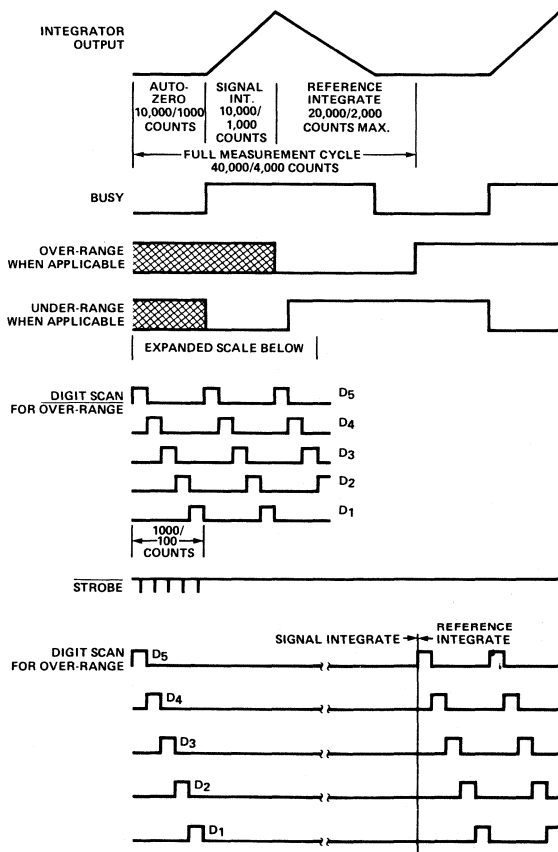 INTEGRATOR
OUTPUT
AUTO-
ZERO
10,000/1000
COUNTS
SIGNAL
INT.
10,000/
1,000
COUNTS
REFERENCE
INTEGRATE
20,000/2,000
COUNTS MAX.
FULL MEASUREMENT CYCLE
40,000/4,000 COUNTS
BUSY
OVER-RANGE
WHEN APPLICABLE
UNDER-RANGE
WHEN APPLICABLE
EXPANDED SCALE BELOW
DIGIT SCAN
FOR OVER-RANGE
D5
D4
D3
D2
D1
1000/
100
COUNTS
STROBE
SIGNAL INTEGRATE
REFERENCE
INTEGRATE
DIGIT SCAN
FOR OVER-RANGE
D5
D4
D3
D2
D1